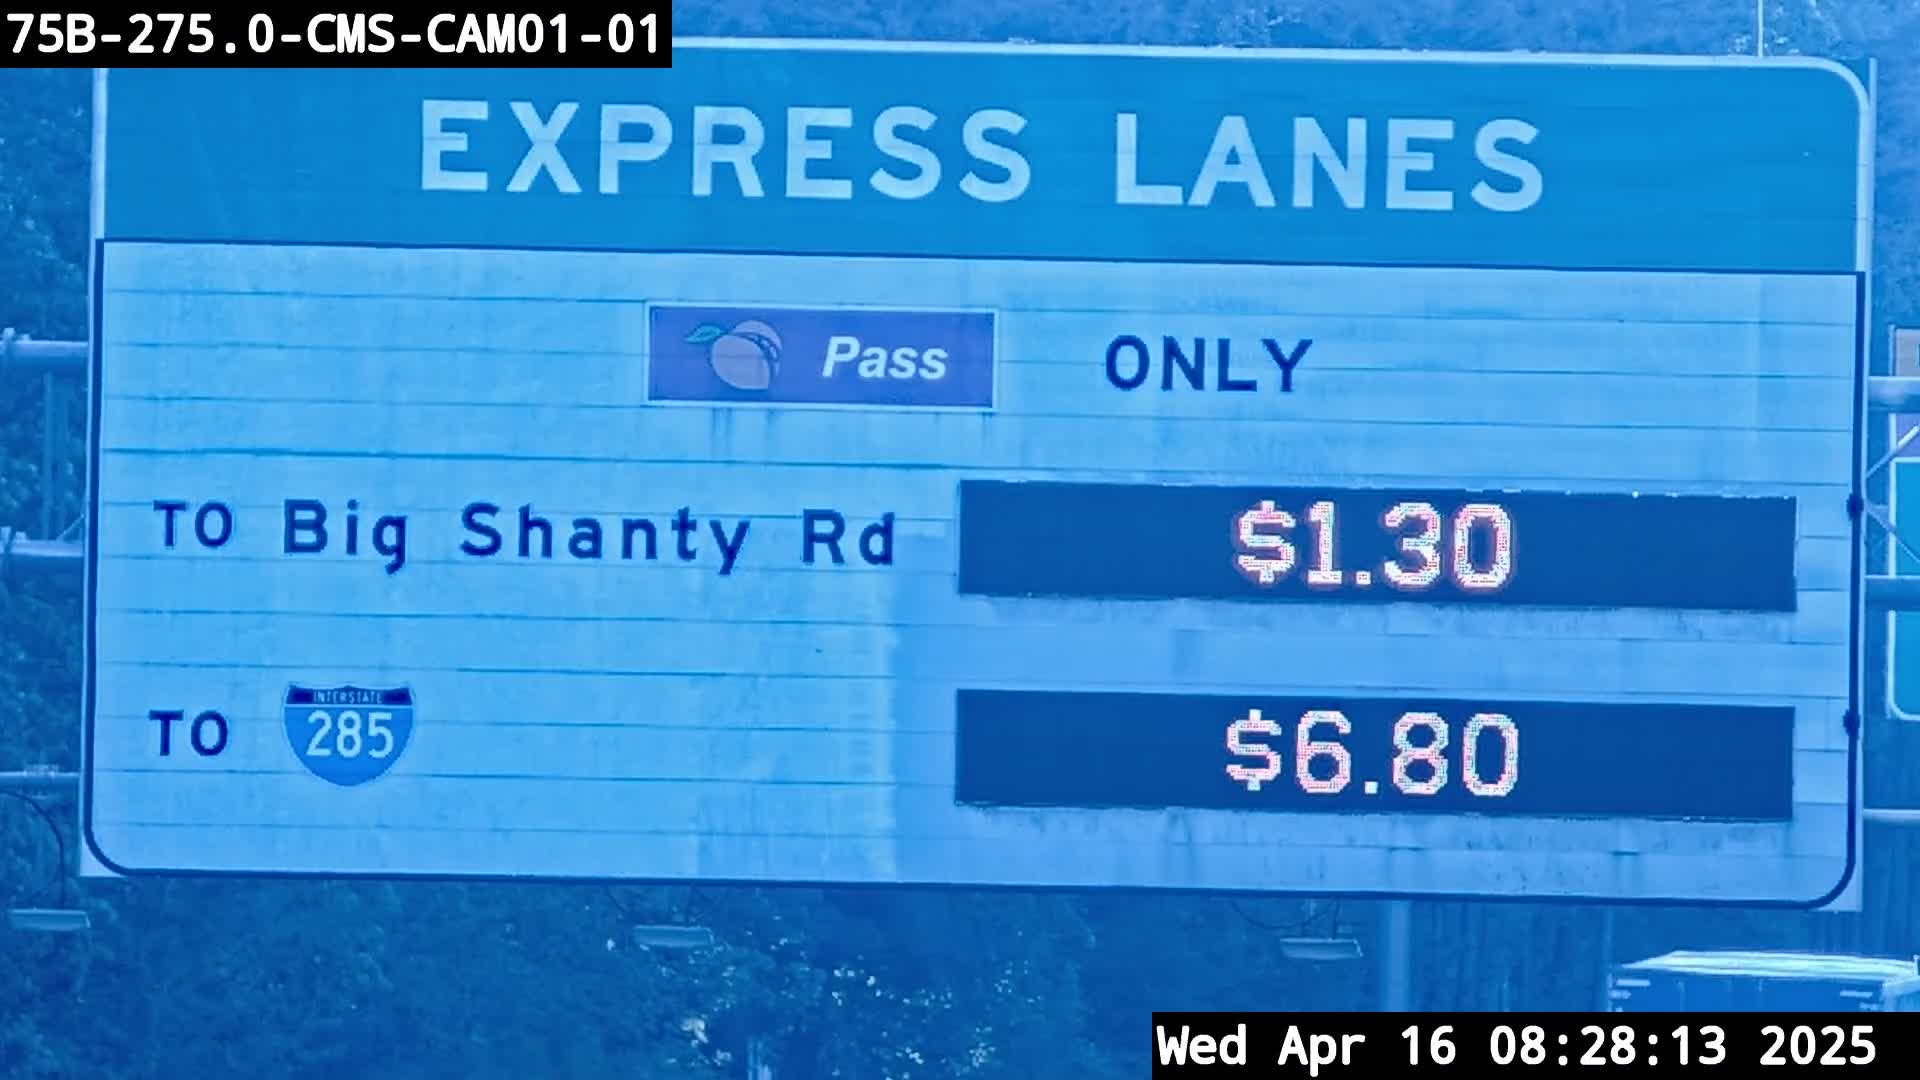 75B-275.0-CMS-CAM01-01
EXPRESS LANES
Pass ONLY
TO Big Shanty Rd $1.30
INTERSTATE
TO 285 $6.80
Wed Apr 16 08:28:13 2025